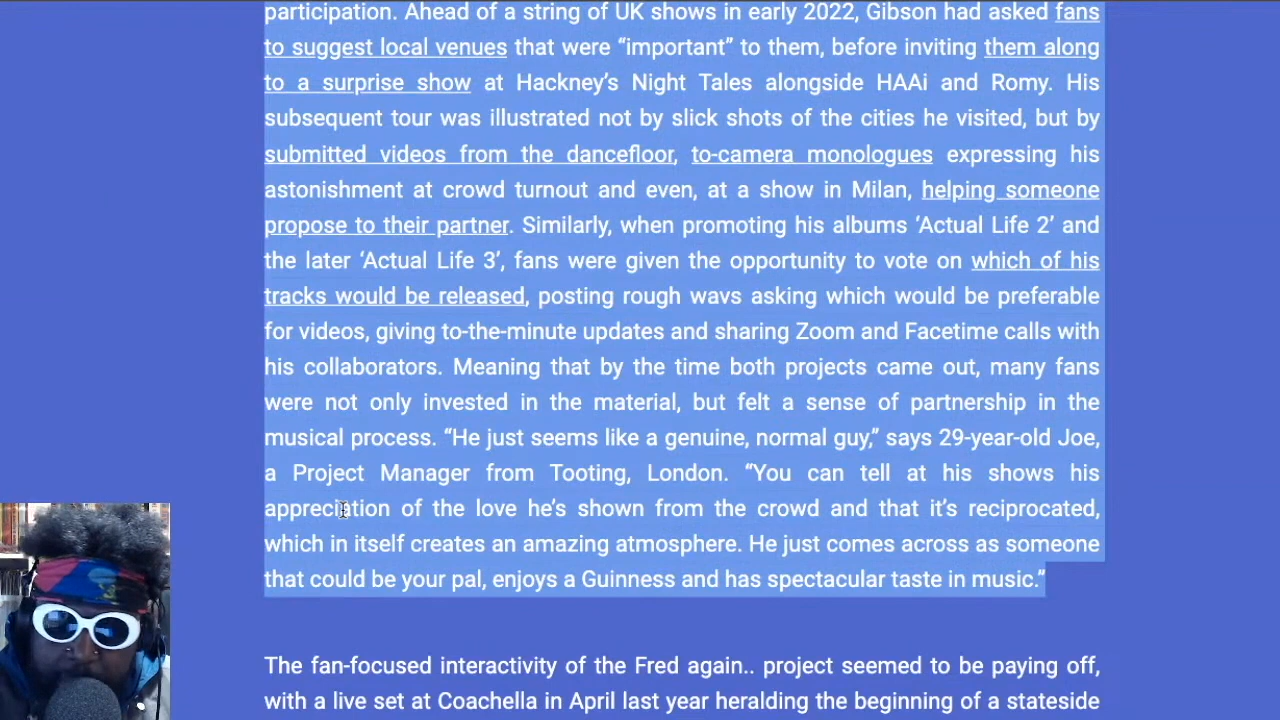 participation. Ahead of a string of UK shows in early 2022, Gibson had asked fans
to suggest local venues that were “important” to them, before inviting them along
to a surprise show at Hackney’s Night Tales alongside HAAi and Romy. His
subsequent tour was illustrated not by slick shots of the cities he visited, but by
submitted videos from the dancefloor, to-camera monologues expressing his
astonishment at crowd turnout and even, at a show in Milan, helping someone
propose to their partner. Similarly, when promoting his albums ‘Actual Life 2’ and
the later ‘Actual Life 3’, fans were given the opportunity to vote on which of his
tracks would be released, posting rough wavs asking which would be preferable
for videos, giving to-the-minute updates and sharing Zoom and Facetime calls with
his collaborators. Meaning that by the time both projects came out, many fans
were not only invested in the material, but felt a sense of partnership in the
musical process. “He just seems like a genuine, normal guy,” says 29-year-old Joe,
a Project Manager from Tooting, London. “You can tell at his shows his
appreciation of the love he’s shown from the crowd and that it’s reciprocated,
which in itself creates an amazing atmosphere. He just comes across as someone
that could be your pal, enjoys a Guinness and has spectacular taste in music.”
The fan-focused interactivity of the Fred again.. project seemed to be paying off,
with a live set at Coachella in April last year heralding the beginning of a stateside